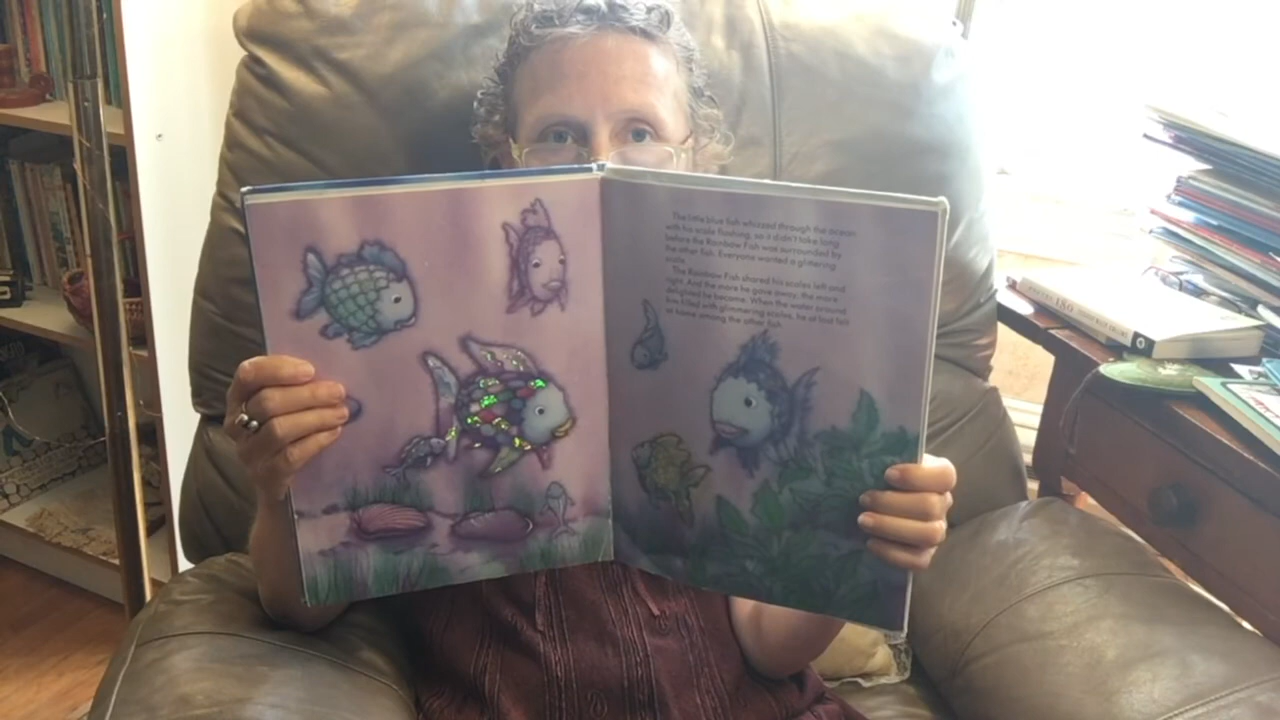 The little blue fish whizzed through the ocean
with his scale flashing, so it didn't take long
before the Rainbow Fish was surrounded by
the other fish. Everyone wanted a glittering
scale.
The Rainbow Fish shared his scales left and
right. And the more he gave away, the more
delighted he became. When the water around
him filled with glimmering scales, he at last felt
at home among the other fish.
180